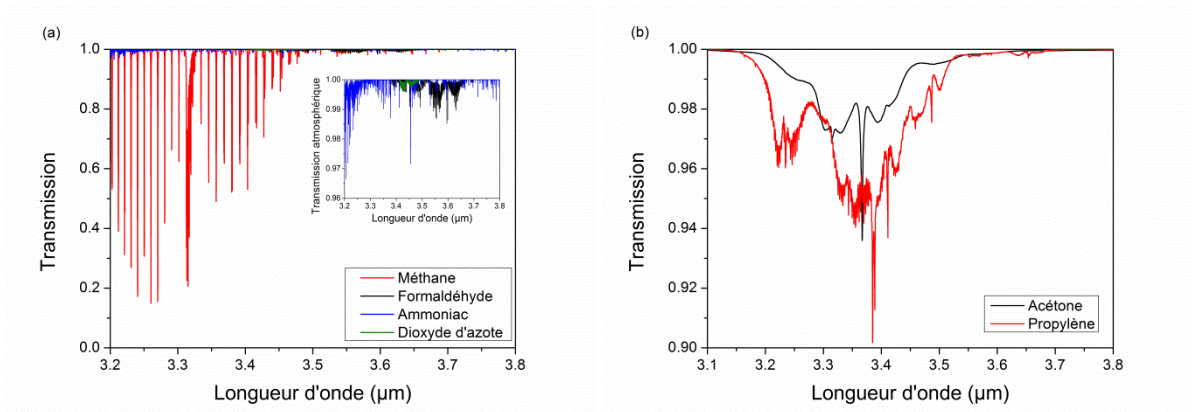 (a)
Transmission
1.0
0.8
0.6
0.4
0.2
0.0
3.2 3.3 3.4 3.5 3.6 3.7 3.8
Longueur d'onde (µm)
Transmission atmosphérique
1.00
0.99
0.98
0.97
0.96
3.2 3.3 3.4 3.5 3.6 3.7 3.8
Longueur d'onde (µm)
Méthane
Formaldéhyde
Ammoniac
Dioxyde d'azote
(b)
Transmission
1.00
0.98
0.96
0.94
0.92
0.90
3.1 3.2 3.3 3.4 3.5 3.6 3.7 3.8
Longueur d'onde (µm)
Acétone
Propylène